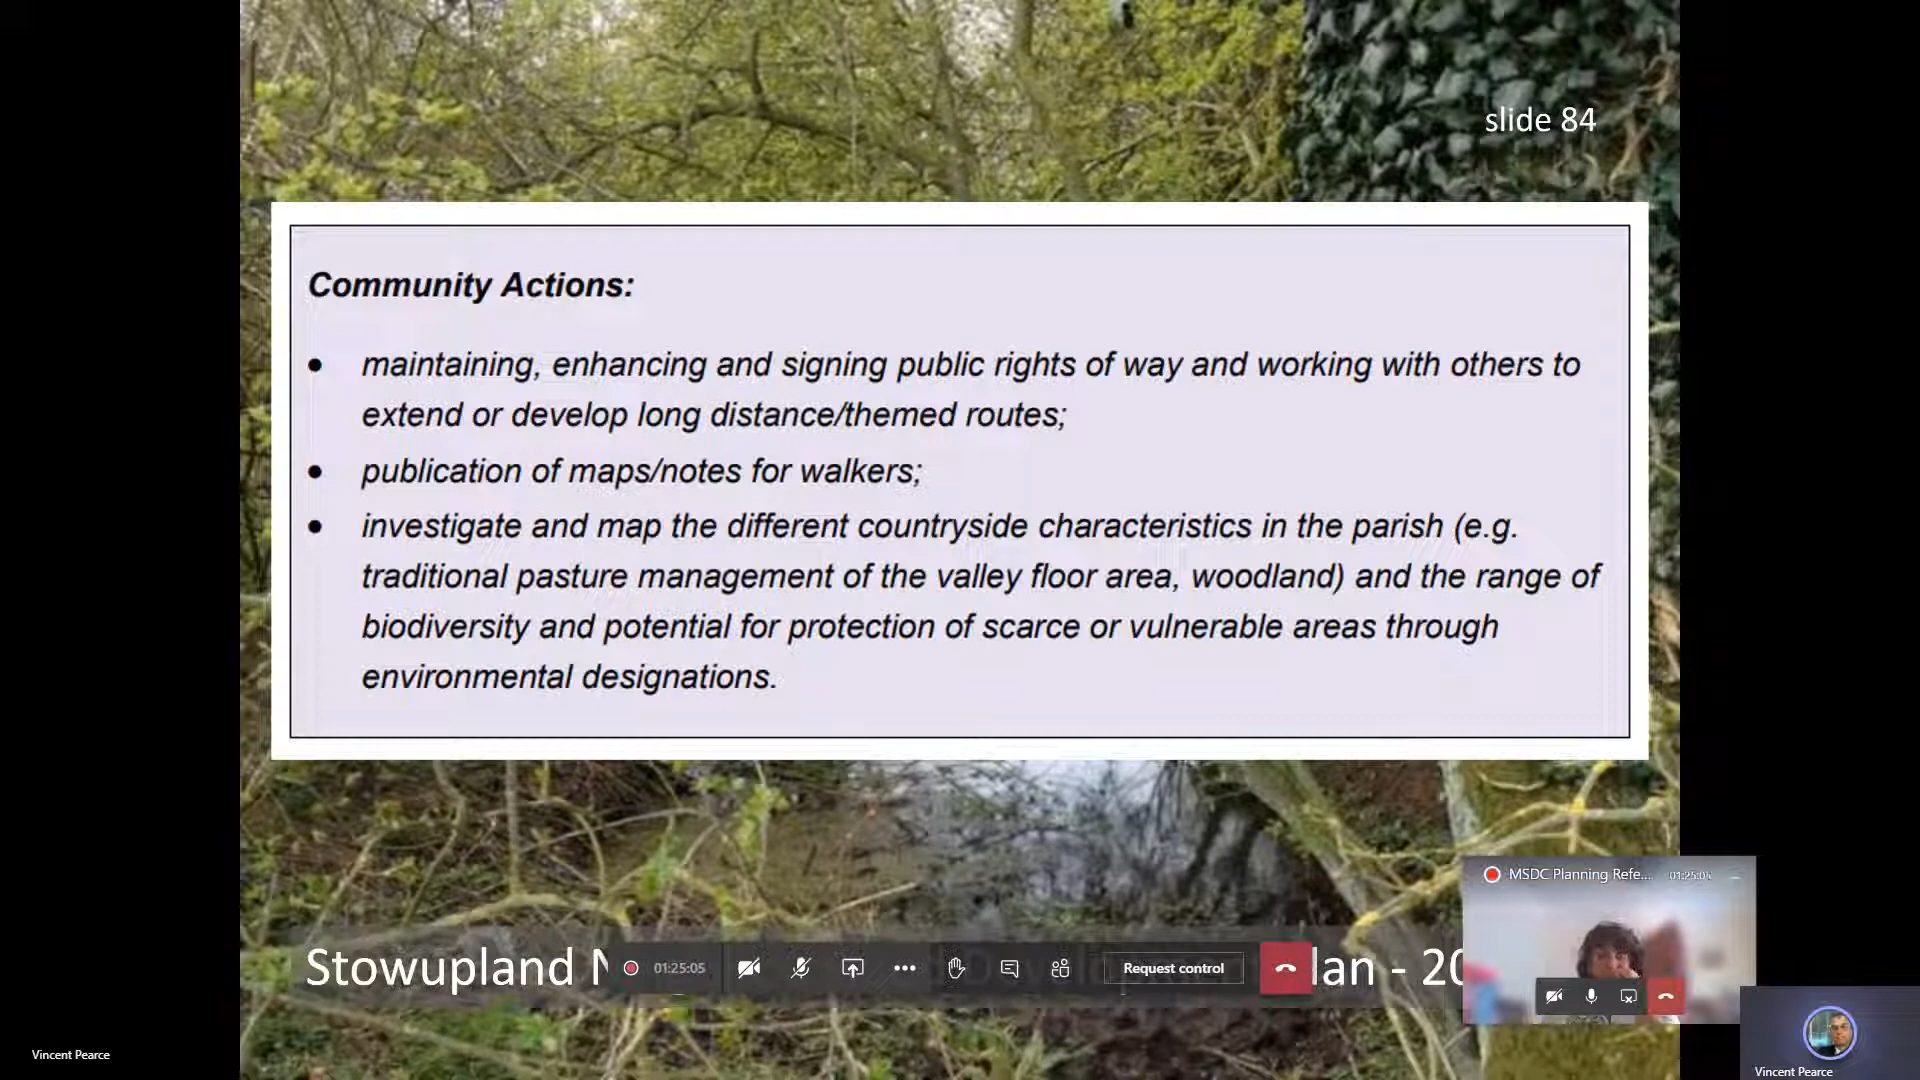 slide 84
Community Actions:
• maintaining, enhancing and signing public rights of way and working with others to
extend or develop long distance/themed routes;
• publication of maps/notes for walkers;
• investigate and map the different countryside characteristics in the parish (e.g.
traditional pasture management of the valley floor area, woodland) and the range of
biodiversity and potential for protection of scarce or vulnerable areas through
environmental designations.
MSDC Planning Refe... 01:25:05
Stowupland N
01:25:05
Request control
lan - 20
Vincent Pearce
Vincent Pearce